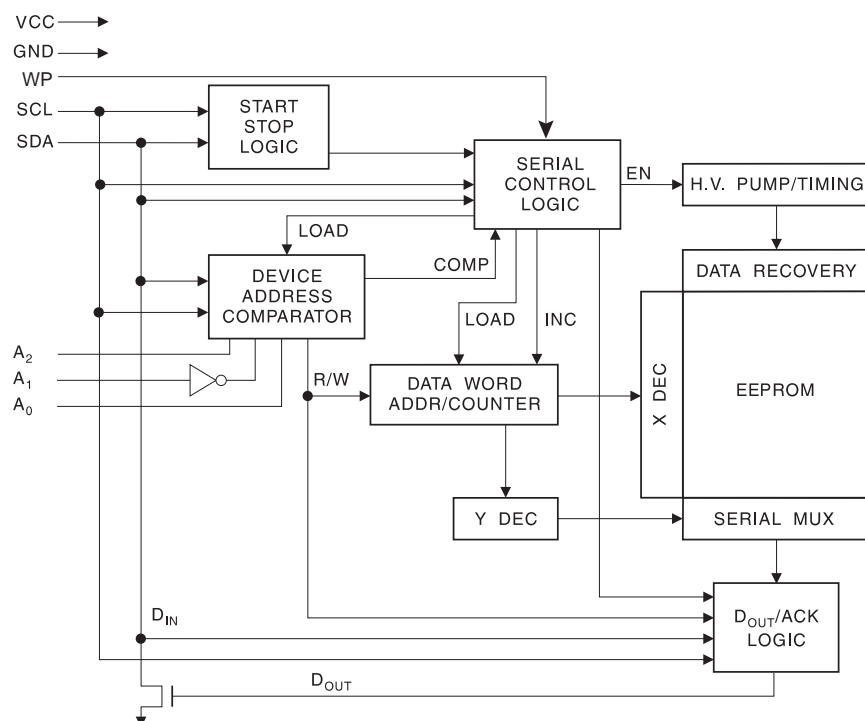 VCC
GND
WP
SCL
SDA
START
STOP
LOGIC
SERIAL
CONTROL
LOGIC
EN
H.V. PUMP/TIMING
LOAD
COMP
DEVICE
ADDRESS
COMPARATOR
DATA RECOVERY
LOAD
INC
A2
A1
A0
R/W
DATA WORD
ADDR/COUNTER
X DEC
EEPROM
Y DEC
SERIAL MUX
DIN
DOUT/ACK
LOGIC
DOUT